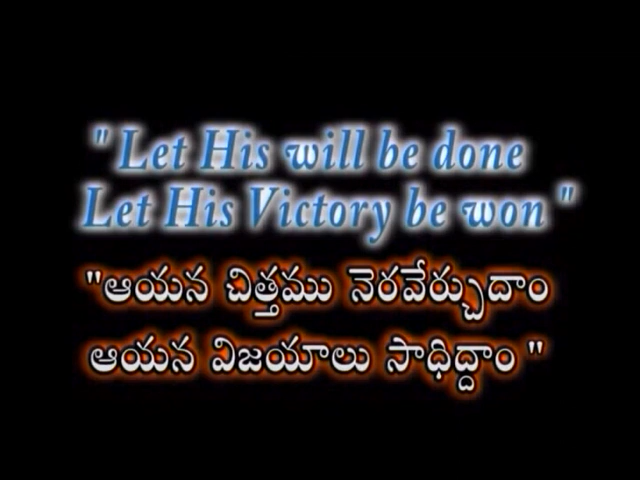 " Let His will be done
Let His Victory be won "
"ఆయన చిత్తము నెరవేర్చుదాం
ఆయన విజయాలు సాధిద్దాం "